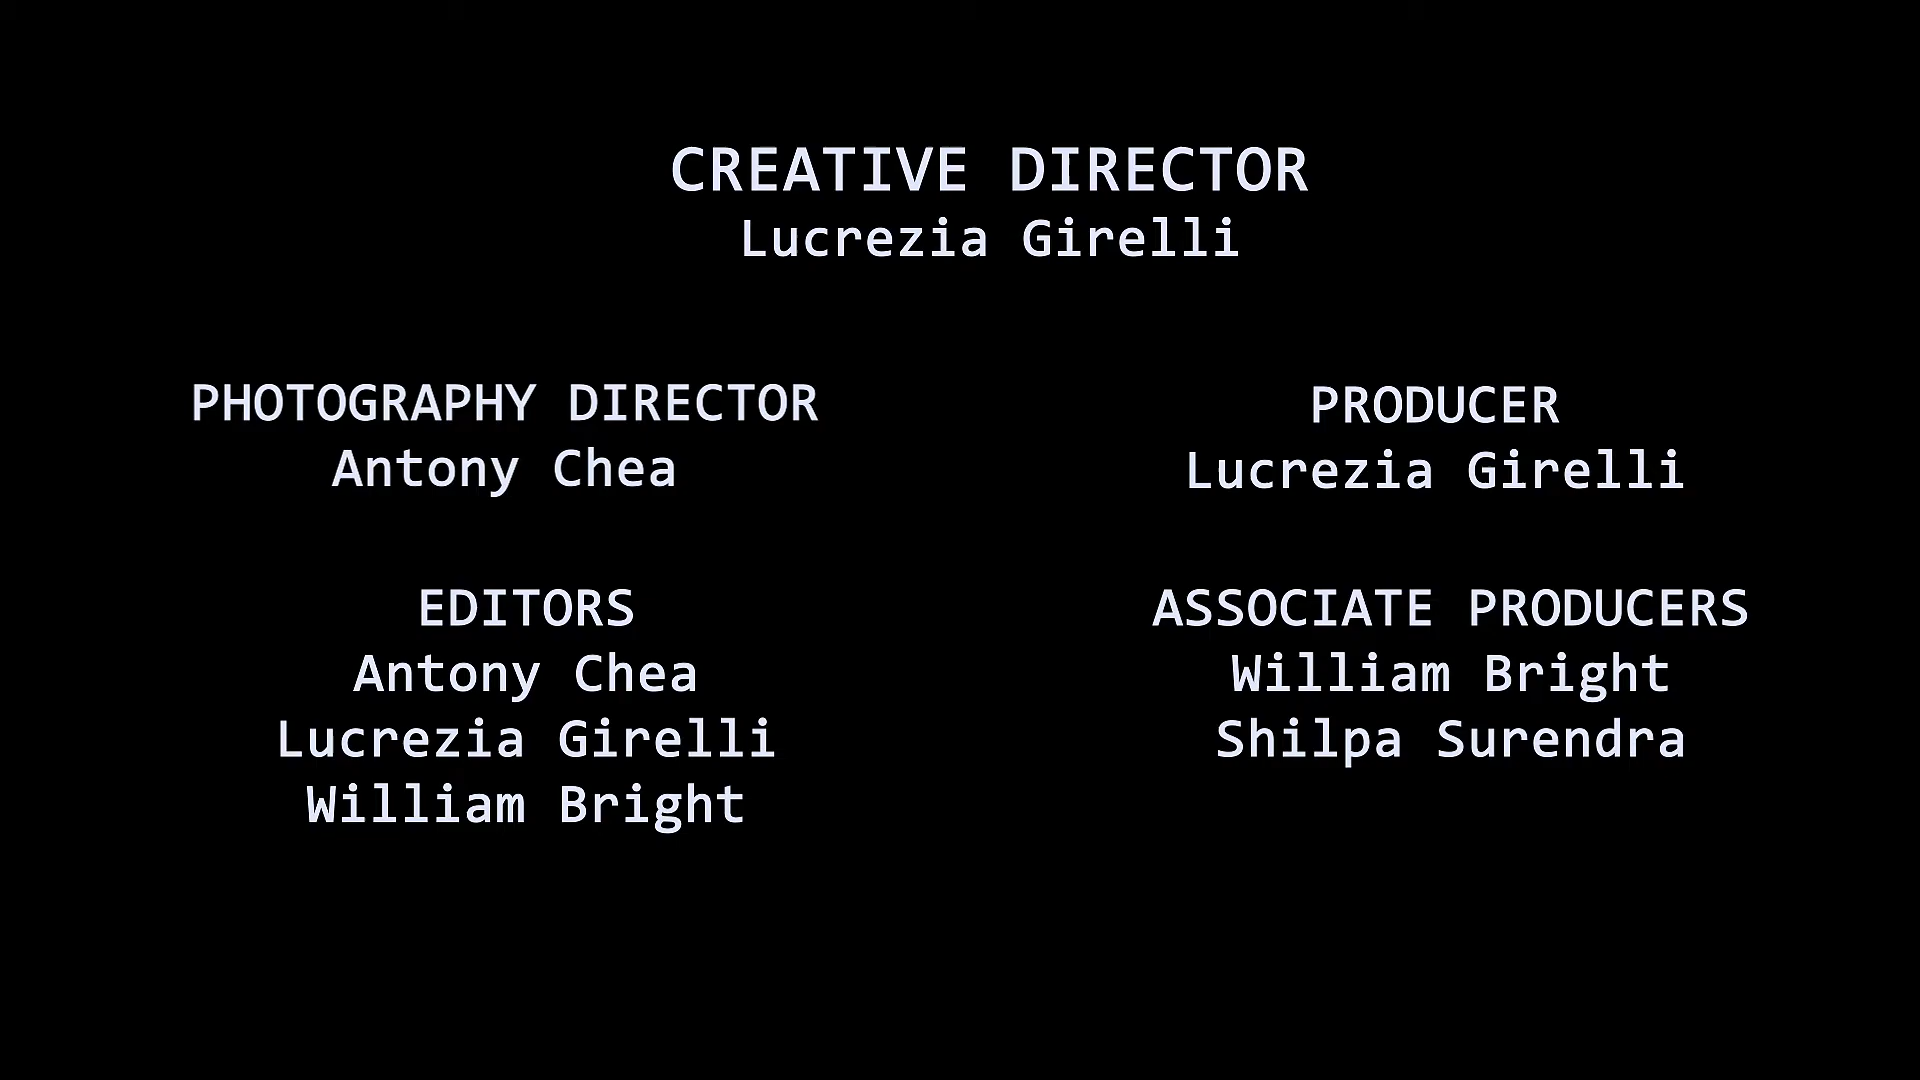 CREATIVE DIRECTOR
Lucrezia Girelli
PHOTOGRAPHY DIRECTOR
Antony Chea
PRODUCER
Lucrezia Girelli
EDITORS
Antony Chea
Lucrezia Girelli
William Bright
ASSOCIATE PRODUCERS
William Bright
Shilpa Surendra